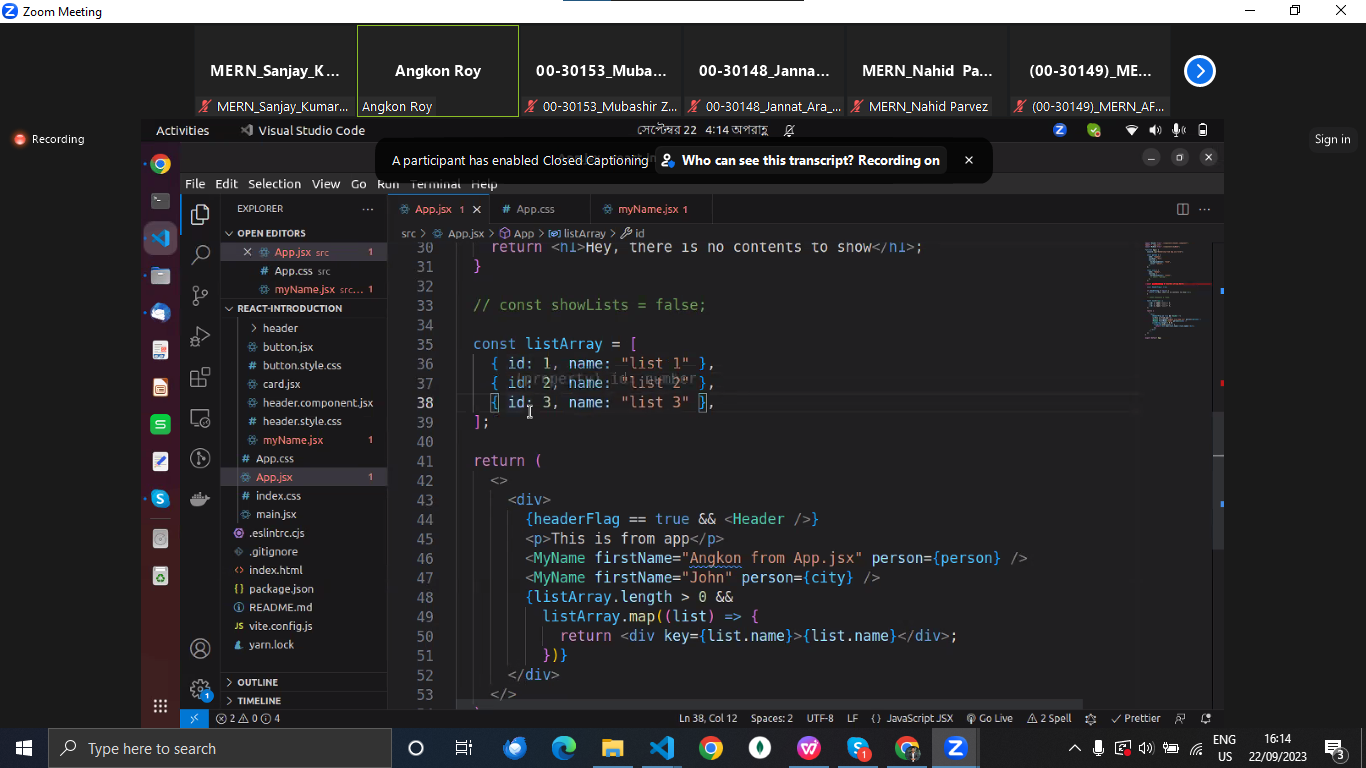 Zoom Meeting
MERN_Sanjay_K...
Angkon Roy
00-30153_Muba...
00-30148_Janna...
MERN_Nahid Pa...
(00-30149)_ME...
MERN_Sanjay_Kumar...
Angkon Roy
00-30153_Mubashir Z...
00-30148_Jannat_Ara_...
MERN_Nahid Parvez
(00-30149)_MERN_AF...
Recording
Sign in
Activities
Visual Studio Code
সেপ্টেম্বর 22 4:14 অপরাহ্ণ
A participant has enabled Closed Captioning
Who can see this transcript? Recording on
File Edit Selection View Go Run Terminal Help
EXPLORER
OPEN EDITORS
App.jsx src 1
App.css src
myName.jsx src... 1
REACT-INTRODUCTION
header
button.jsx
button.style.css
card.jsx
header.component.jsx
header.style.css
myName.jsx 1
App.css
App.jsx 1
index.css
main.jsx
.eslintrc.cjs
.gitignore
index.html
package.json
README.md
vite.config.js
yarn.lock
OUTLINE
TIMELINE
App.jsx 1
App.css
myName.jsx 1
src > App.jsx > App > listArray > id
30 return <h1>Hey, there is no contents to show</h1>;
31 }
32
33 // const showLists = false;
34
35 const listArray = [
36 { id: 1, name: "list 1" },
37 { id: 2, name: "list 2" },
(property) id: number
38 { id: 3, name: "list 3" },
39 ];
40
41 return (
42 <>
43 <div>
44 {headerFlag == true && <Header />}
45 <p>This is from app</p>
46 <MyName firstName="Angkon from App.jsx" person={person} />
47 <MyName firstName="John" person={city} />
48 {listArray.length > 0 &&
49 listArray.map((list) => {
50 return <div key={list.name}>{list.name}</div>;
51 })}
52 </div>
53 </>
2 0 4
Ln 38, Col 12 Spaces: 2 UTF-8 LF {} JavaScript JSX Go Live 2 Spell Prettier
1
Type here to search
1
ENG
US
16:14
22/09/2023
3